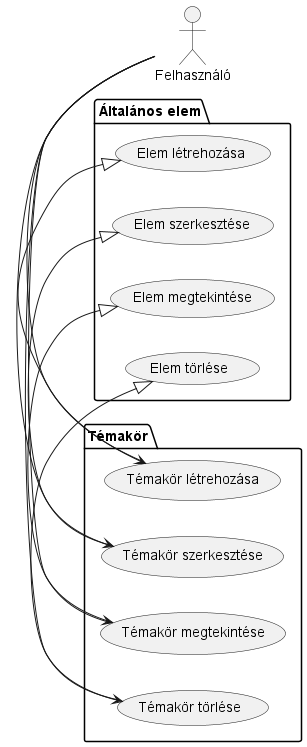 Felhasználó
Általános elem
Elem létrehozása
Elem szerkesztése
Elem megtekintése
Elem törlése
Témakör
Témakör létrehozása
Témakör szerkesztése
Témakör megtekintése
Témakör törlése